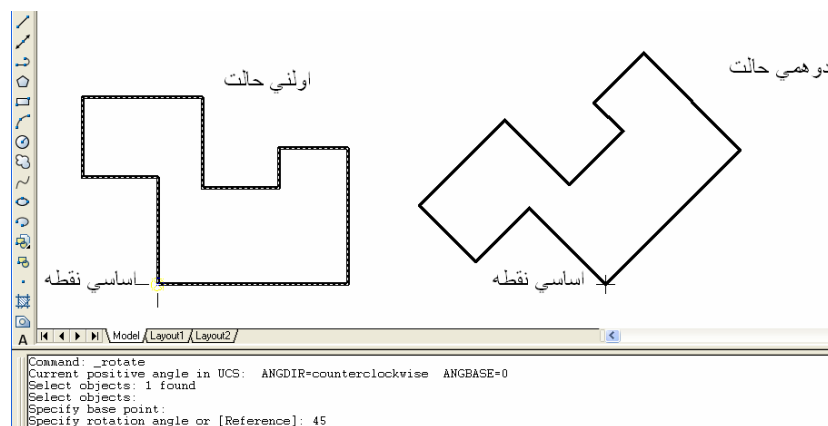 اولني حالت
دوهمي حالت
اساسي نقطه
اساسي نقطه
A
Model Layout1 Layout2
Command: _rotate
Current positive angle in UCS:  ANGDIR=counterclockwise  ANGBASE=0
Select objects: 1 found
Select objects:
Specify base point:
Specify rotation angle or [Reference]: 45